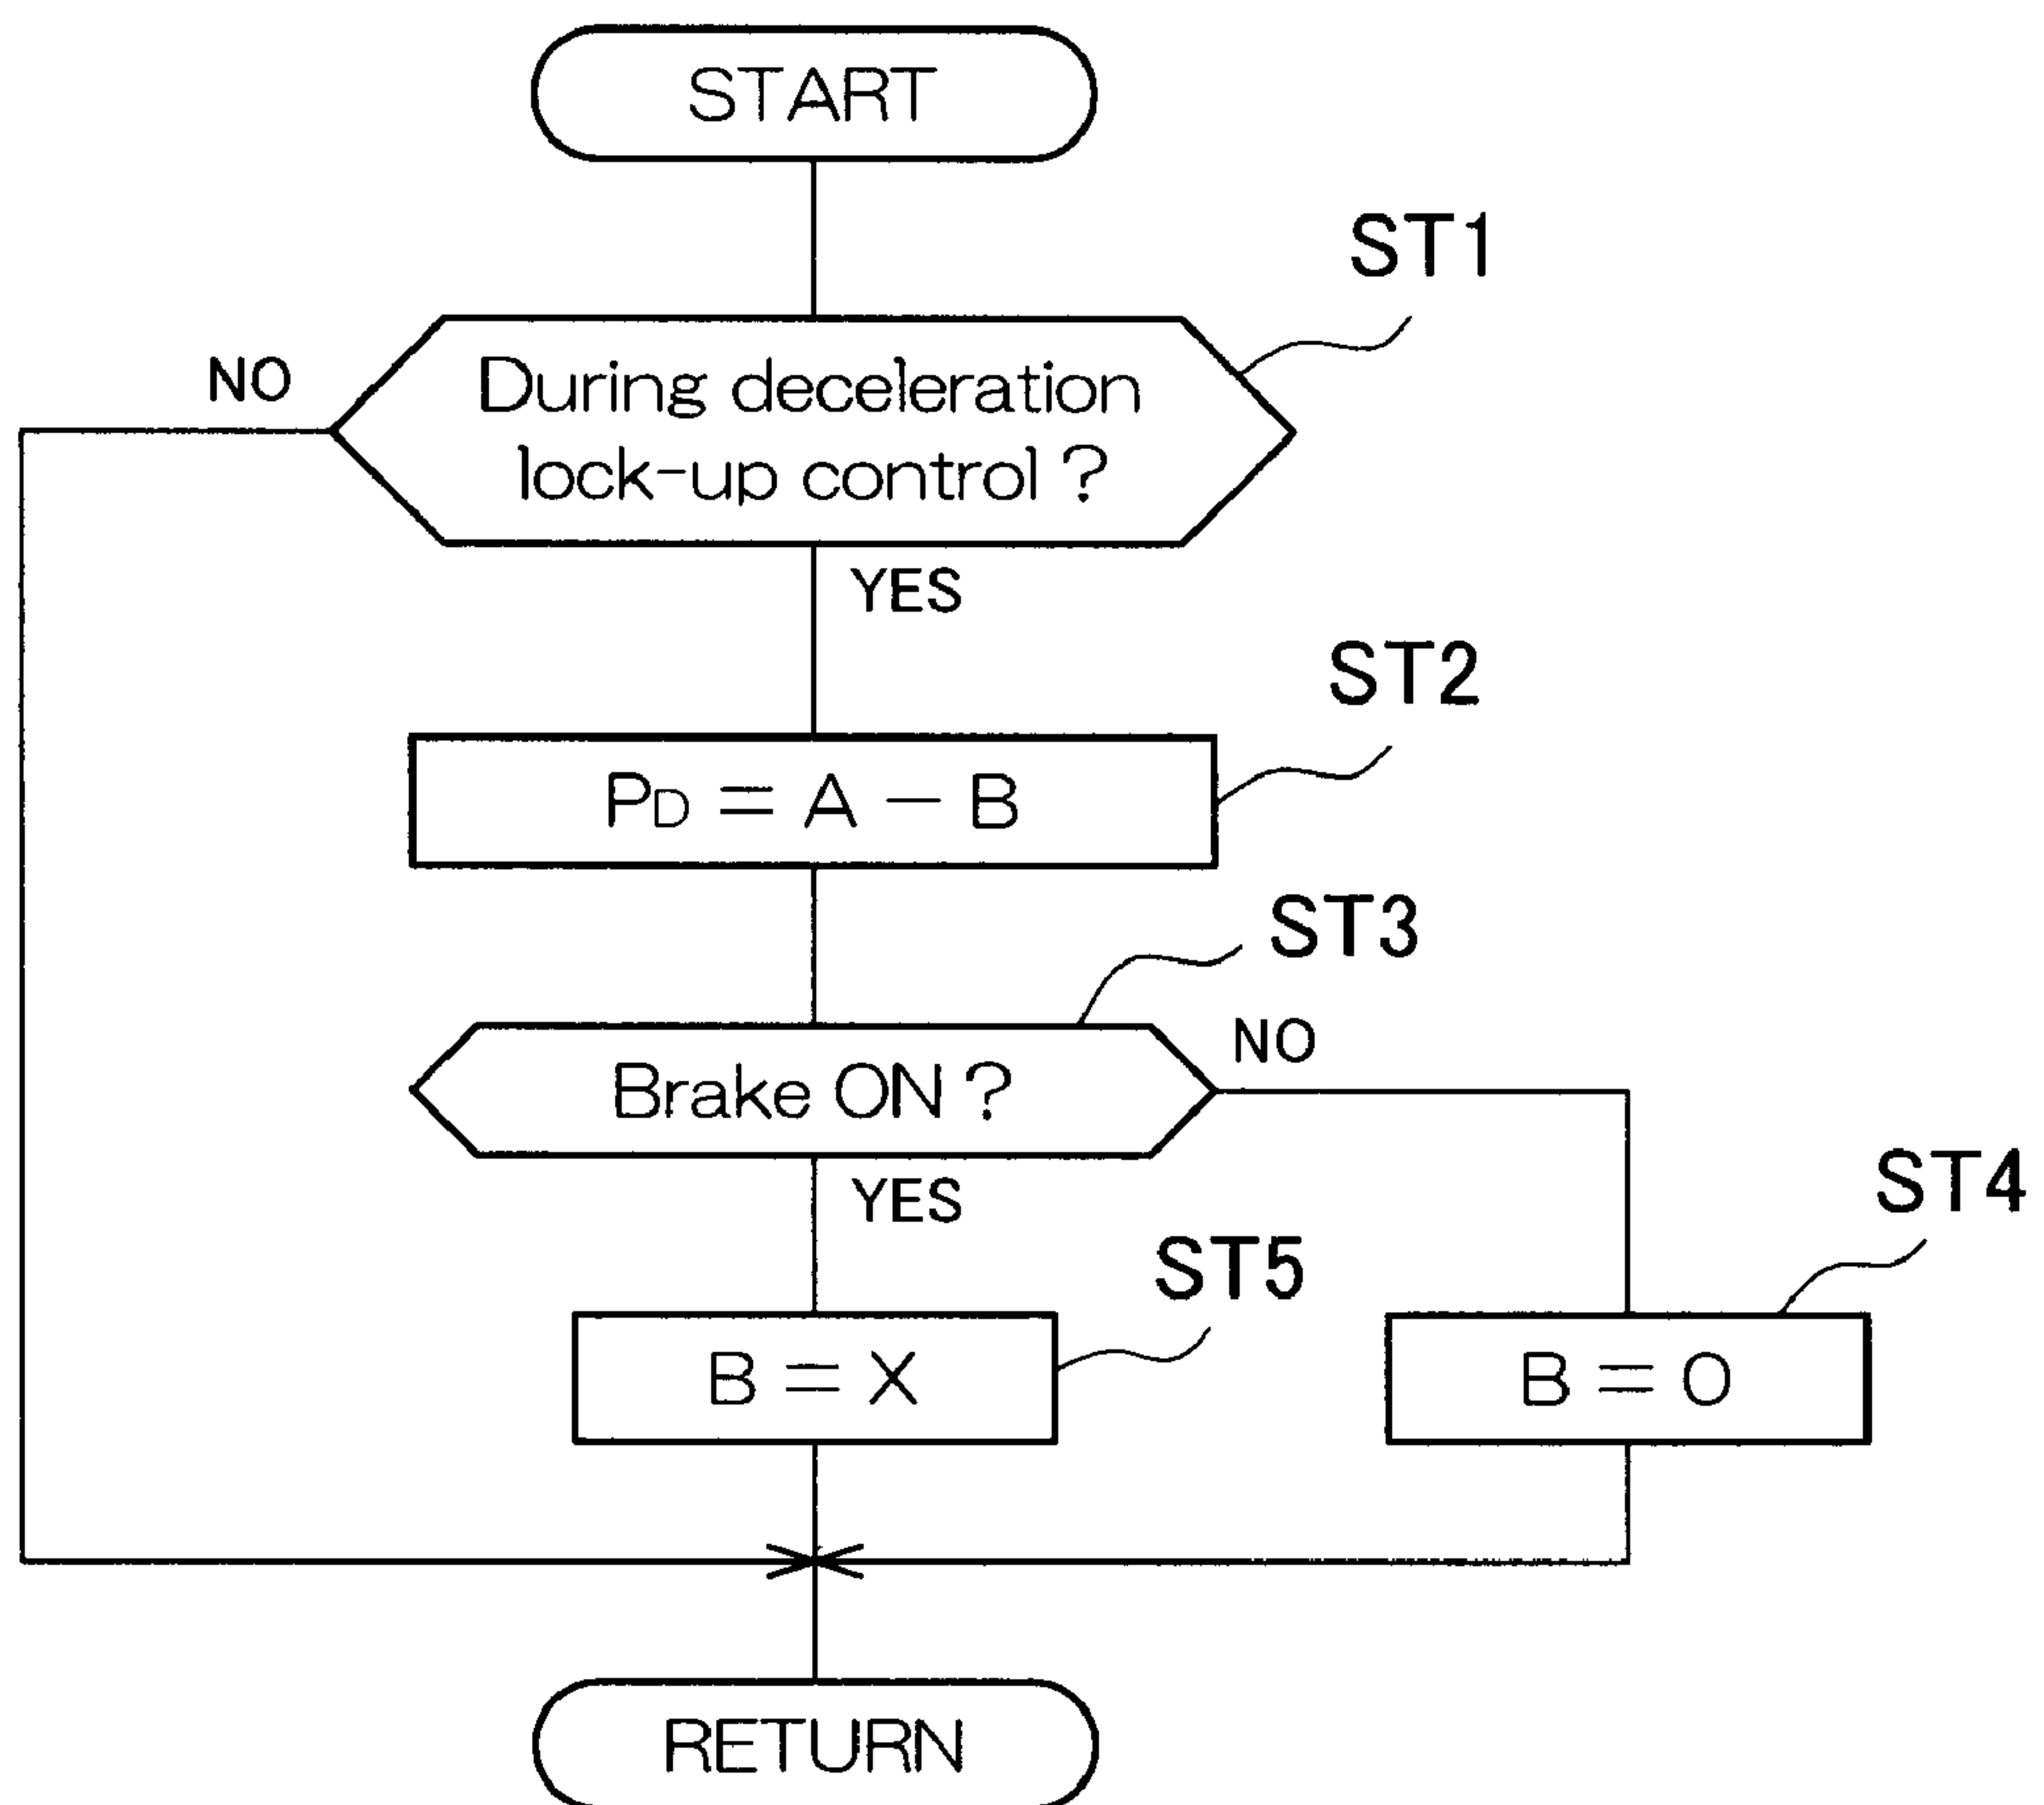 START
ST1
NO
During deceleration
lock-up control ?
YES
ST2
PD = A − B
ST3
Brake ON ?
NO
YES
ST4
ST5
B = X
B = 0
RETURN